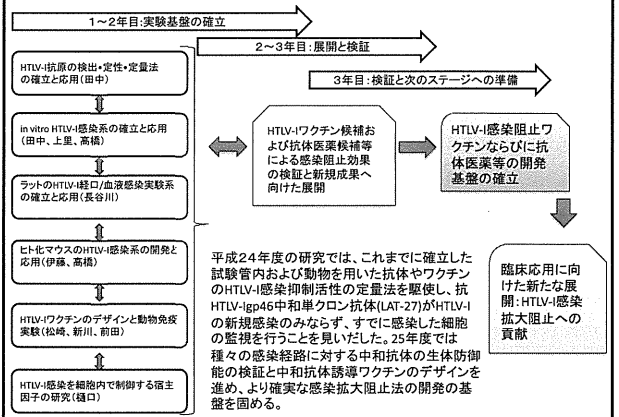 1～2年目：実験基盤の確立
2～3年目：展開と検証
3年目：検証と次のステージへの準備
HTLV-I抗原の検出・定性・定量法
の確立と応用（田中）
in vitro HTLV-I感染系の確立と応用
（田中、上里、高橋）
ラットのHTLV-I経口/血液感染実験系
の確立と応用（長谷川）
ヒト化マウスのHTLV-I感染系の開発と
応用（伊藤、高橋）
HTLV-Iワクチンのデザインと動物免疫
実験（松崎、新川、前田）
HTLV-I感染を細胞内で制御する宿主
因子の研究（樋口）
HTLV-Iワクチン候補お
よび抗体医薬候補等
による感染阻止効果
の検証と新規成果へ
向けた展開
HTLV-I感染阻止ワ
クチンならびに抗
体医薬等の開発
基盤の確立
臨床応用に向
けた新たな展
開：HTLV-I感染
拡大阻止への
貢献
平成２４年度の研究では、これまでに確立した
試験管内および動物を用いた抗体やワクチン
のHTLV-I感染抑制活性の定量法を駆使し、抗
HTLV-Igp46中和単クロン抗体(LAT-27)がHTLV-I
の新規感染のみならず、すでに感染した細胞
の監視を行うことを見いだした。25年度では
種々の感染経路に対する中和抗体の生体防御
能の検証と中和抗体誘導ワクチンのデザインを
進め、より確実な感染拡大阻止法の開発の基
盤を固める。